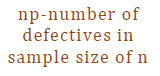 np-number of
defectives in
sample size of n